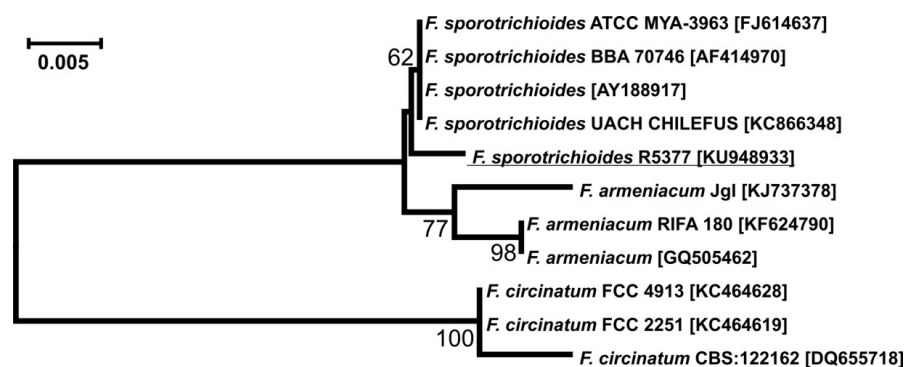 F. sporotrichioides ATCC MYA-3963 [FJ614637]
0.005
62
F. sporotrichioides BBA 70746 [AF414970]
F. sporotrichioides [AY188917]
F. sporotrichioides UACH CHILEFUS [KC866348]
F. sporotrichioides R5377 [KU948933]
F. armeniacum JgI [KJ737378]
77
F. armeniacum RIFA 180 [KF624790]
98
F. armeniacum [GQ505462]
F. circinatum FCC 4913 [KC464628]
F. circinatum FCC 2251 [KC464619]
100
F. circinatum CBS:122162 [DQ655718]